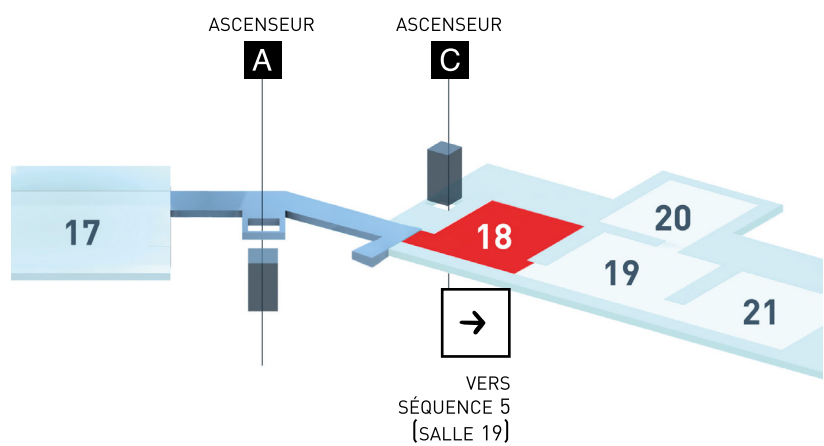 ASCENSEUR
A
ASCENSEUR
C
17
18
20
19
21
→
VERS
SÉQUENCE 5
(SALLE 19)